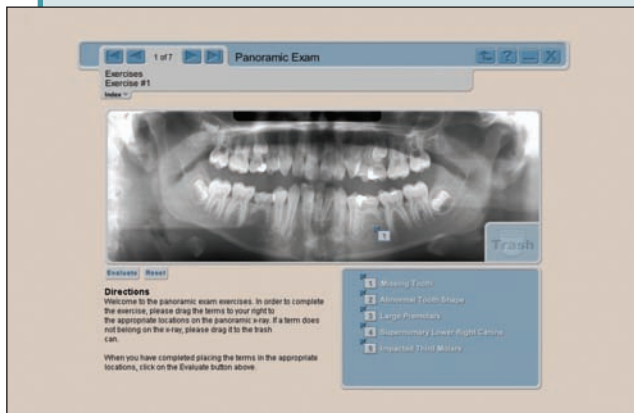 1 of 7 Panoramic Exam
Exercises
Exercise #1
Index
1
Trash
Evaluate Reset
Directions
Welcome to the panoramic exam exercises. In order to complete
the exercise, please drag the terms to your right to
the appropriate locations on the panoramic x-ray. If a term does
not belong on the x-ray, please drag it to the trash
can.
When you have completed placing the terms in the appropriate
locations, click on the Evaluate button above.
1 Missing Tooth
2 Abnormal Tooth Shape
3 Large Premolars
4 Supernumary Lower Right Canine
5 Impacted Third Molars